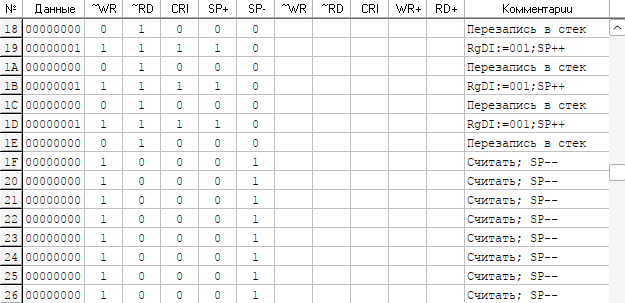 № Данные ~WR ~RD CRI SP+ SP- ~WR ~RD CRI WR+ RD+ Комментарии
18 00000000 0 1 0 0 0 Перезапись в стек
19 00000001 1 1 1 1 0 RgDI:=001;SP++
1A 00000000 0 1 0 0 0 Перезапись в стек
1B 00000001 1 1 1 1 0 RgDI:=001;SP++
1C 00000000 0 1 0 0 0 Перезапись в стек
1D 00000001 1 1 1 1 0 RgDI:=001;SP++
1E 00000000 0 1 0 0 0 Перезапись в стек
1F 00000000 1 0 0 0 1 Считать; SP--
20 00000000 1 0 0 0 1 Считать; SP--
21 00000000 1 0 0 0 1 Считать; SP--
22 00000000 1 0 0 0 1 Считать; SP--
23 00000000 1 0 0 0 1 Считать; SP--
24 00000000 1 0 0 0 1 Считать; SP--
25 00000000 1 0 0 0 1 Считать; SP--
26 00000000 1 0 0 0 1 Считать; SP--